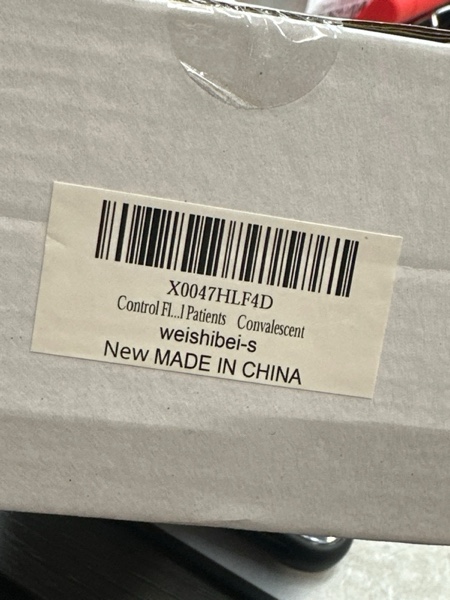 X0047HLF4D
Control Fl...l Patients Convalescent
weishibei-s
New MADE IN CHINA